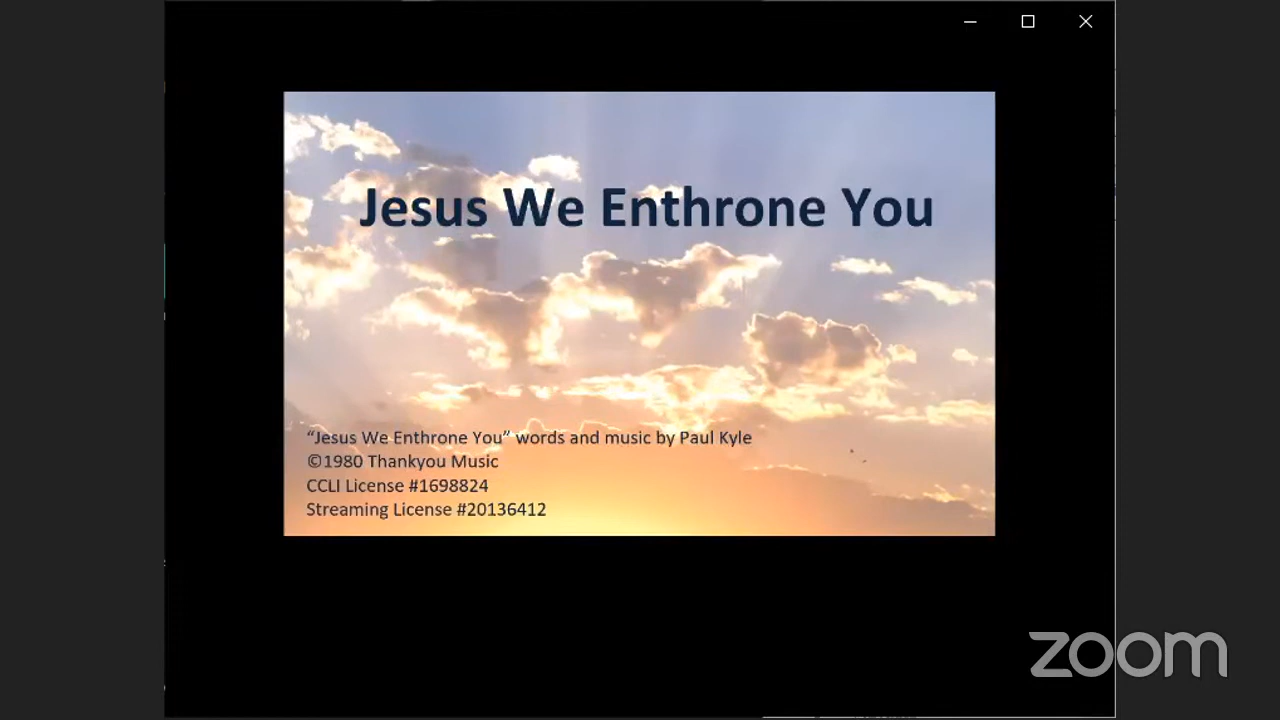 Jesus We Enthrone You
“Jesus We Enthrone You” words and music by Paul Kyle
©1980 Thankyou Music
CCLI License #1698824
Streaming License #20136412
zoom